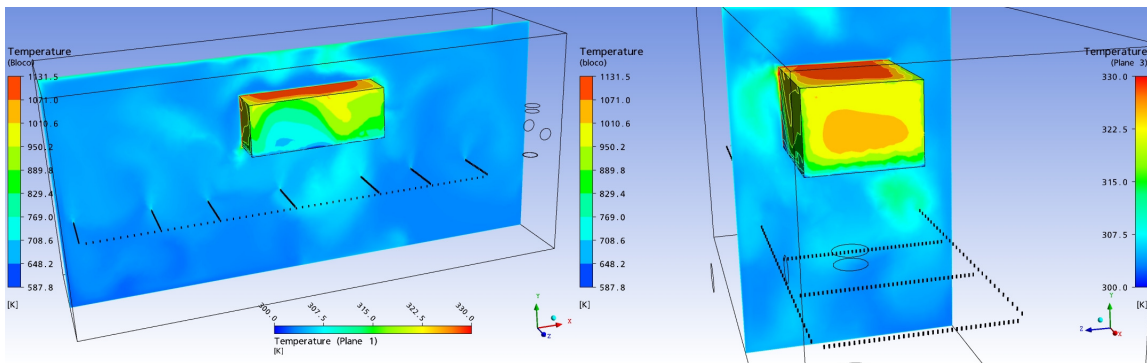 Temperature
(Bloco)
1131.5
1071.0
1010.6
950.2
889.8
829.4
769.0
708.6
648.2
587.8
[K]
300.0
307.5
315.0
322.5
330.0
Temperature (Plane 1)
[K]
Y
X
Z
Temperature
(bloco)
1131.5
1071.0
1010.6
950.2
889.8
829.4
769.0
708.6
648.2
587.8
[K]
Temperature
(Plane 3)
330.0
322.5
315.0
307.5
300.0
[K]
Y
Z
X